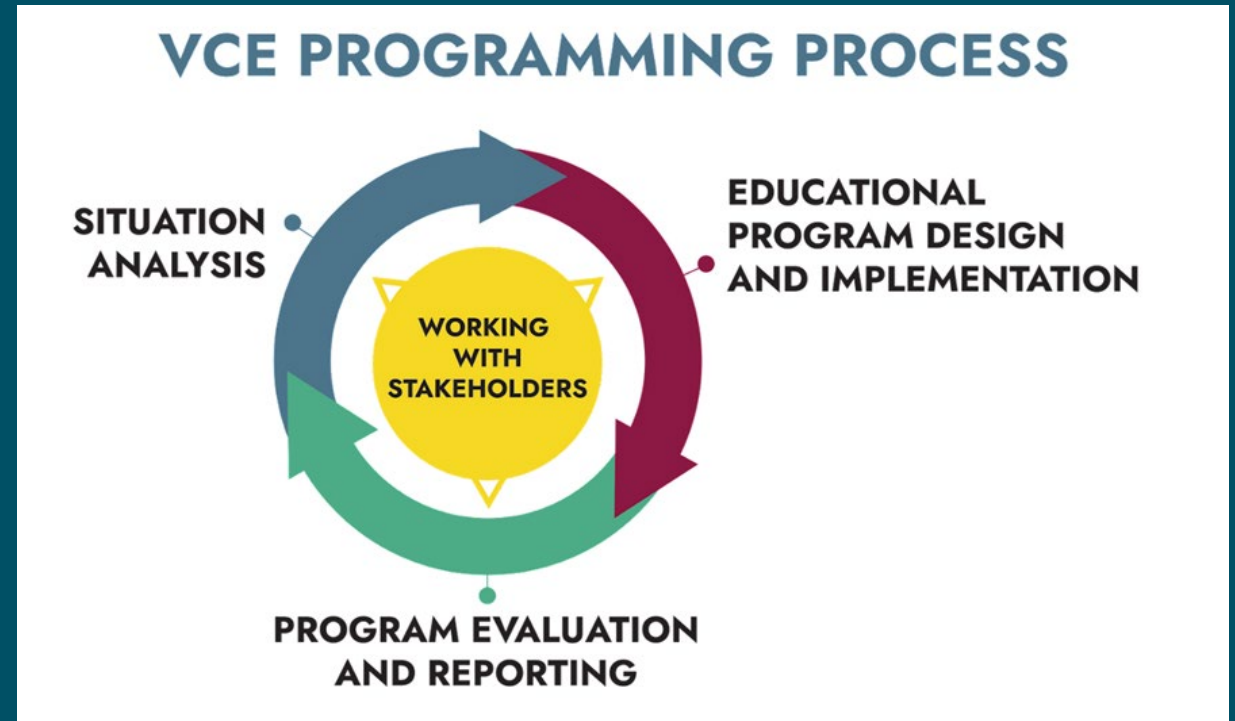 VCE PROGRAMMING PROCESS
SITUATION
ANALYSIS
EDUCATIONAL
PROGRAM DESIGN
AND IMPLEMENTATION
WORKING
WITH
STAKEHOLDERS
PROGRAM EVALUATION
AND REPORTING